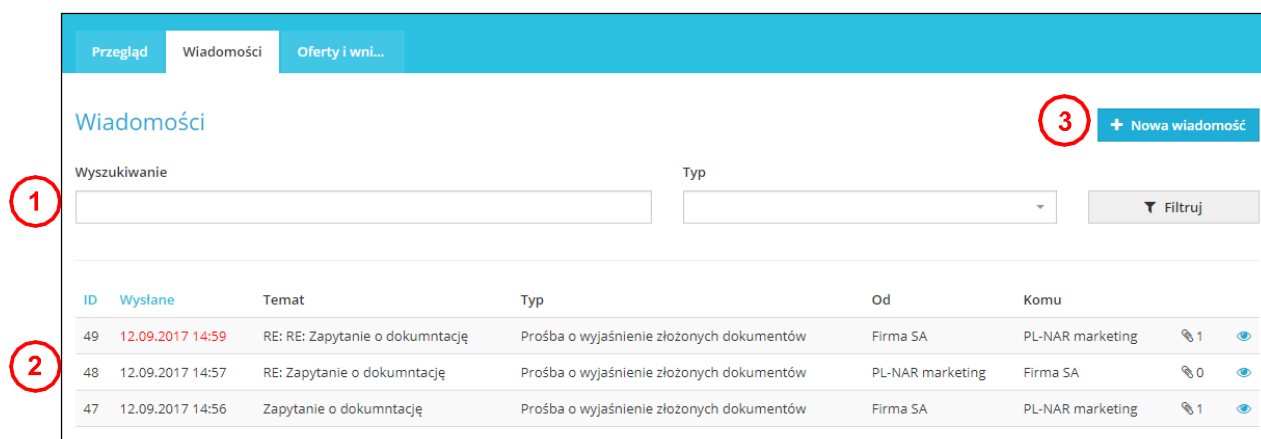 Przegląd Wiadomości Oferty i wni...
Wiadomości 3 + Nowa wiadomość
Wyszukiwanie Typ
1 Filtruj
ID Wysłane Temat Typ Od Komu
49 12.09.2017 14:59 RE: RE: Zapytanie o dokumntację Prośba o wyjaśnienie złożonych dokumentów Firma SA PL-NAR marketing 1
2
48 12.09.2017 14:57 RE: Zapytanie o dokumntację Prośba o wyjaśnienie złożonych dokumentów PL-NAR marketing Firma SA 0
47 12.09.2017 14:56 Zapytanie o dokumntację Prośba o wyjaśnienie złożonych dokumentów Firma SA PL-NAR marketing 1